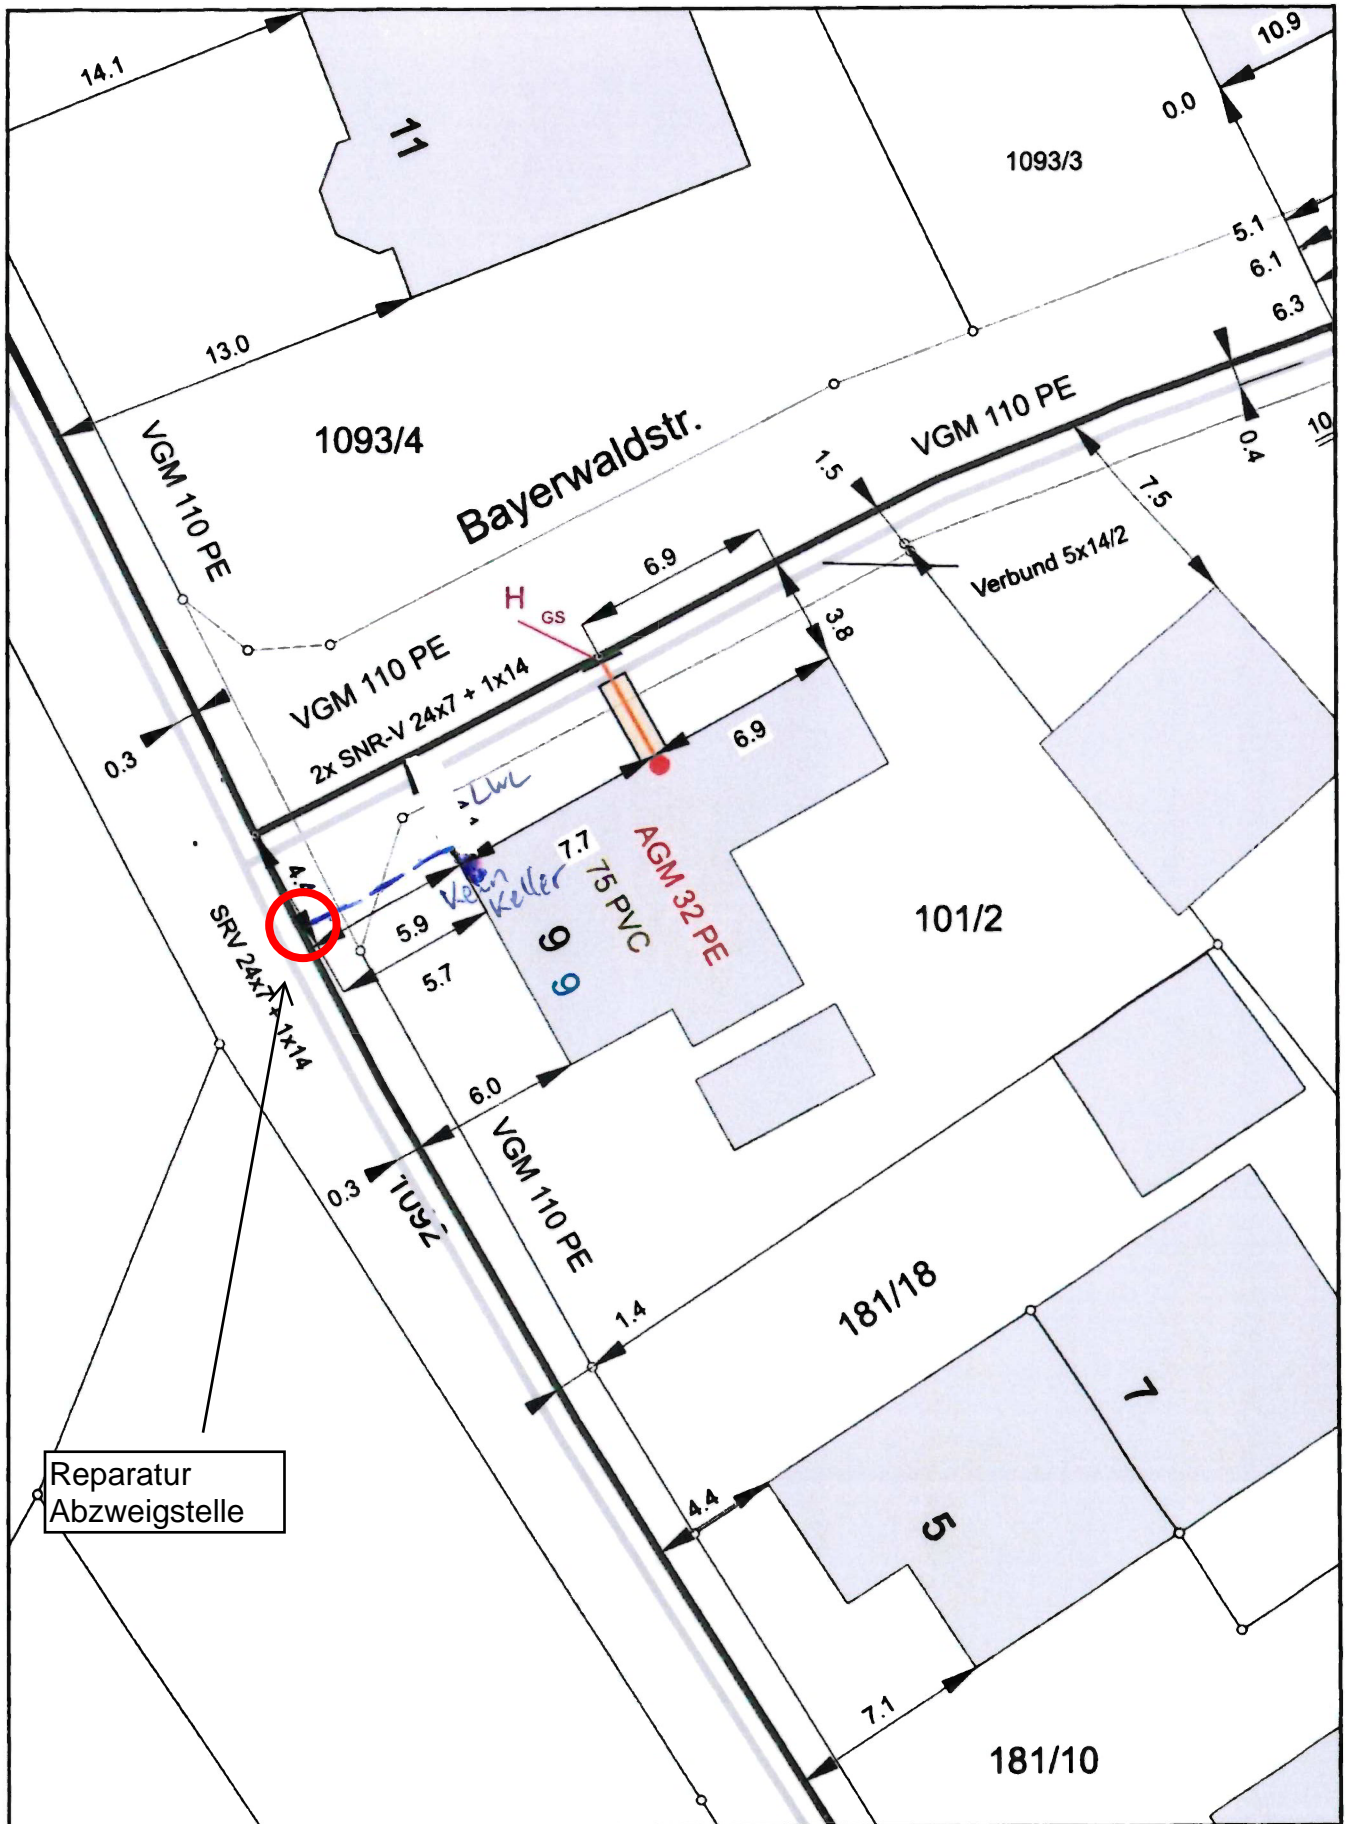 14.1
11
10.9
0.0
1093/3
5.1
6.1
6.3
13.0
1093/4
VGM 110 PE
Bayerwaldstr.
VGM 110 PE
1.5
0.4
10
7.5
6.9
Verbund 5x14/2
H
GS
3.8
VGM 110 PE
2x SNR-V 24x7 + 1x14
0.3
6.9
LWL
7.7
Kein
Keller
75 PVC
AGM 32 PE
5.9
5.7
9
9
101/2
SRV 24x7 + 1x14
6.0
VGM 110 PE
0.3
1092
1.4
181/18
7
Reparatur
Abzweigstelle
4.4
5
7.1
181/10